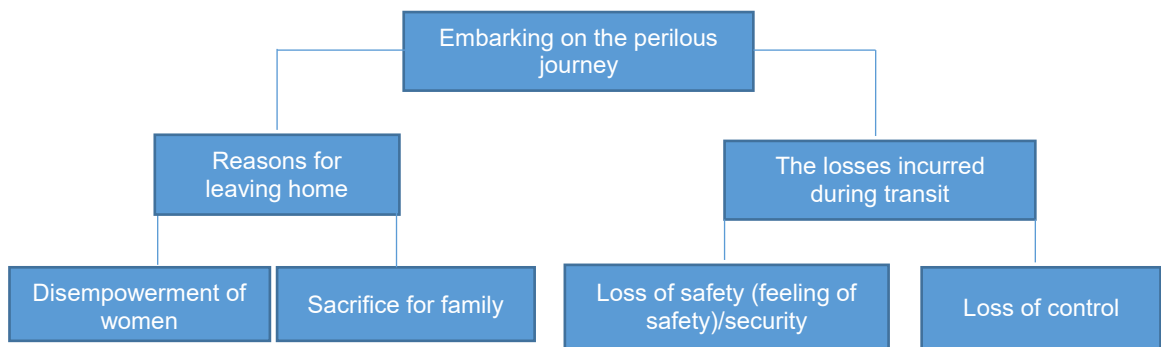 Embarking on the perilous
journey
Reasons for
leaving home
The losses incurred
during transit
Disempowerment of
women
Sacrifice for family
Loss of safety (feeling of
safety)/security
Loss of control